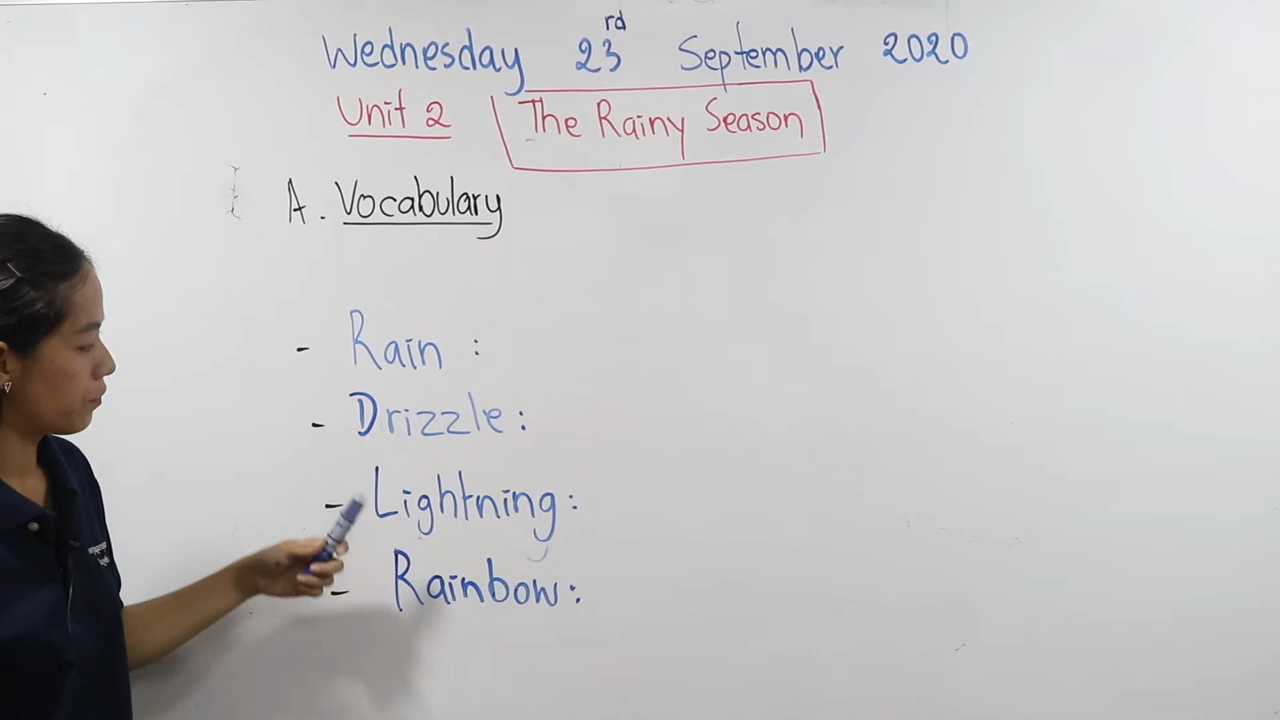 Wednesday 23rd September 2020
Unit 2 The Rainy Season
A. Vocabulary
- Rain :
- Drizzle:
- Lightning:
- Rainbow: